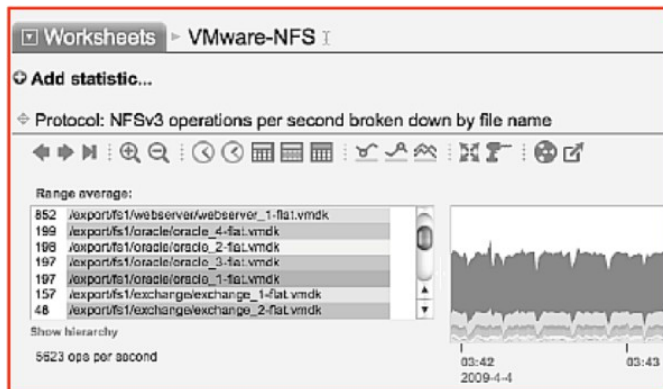 Worksheets VMware-NFS
Add statistic...
Protocol: NFSv3 operations per second broken down by file name
Range average:
852 /export/fs1/webserver/webserver_1-flat.vmdk
199 /export/fs1/oracle/oracle_4-flat.vmdk
198 /export/fs1/oracle/oracle_2-flat.vmdk
197 /export/fs1/oracle/oracle_3-flat.vmdk
197 /export/fs1/oracle/oracle_1-flat.vmdk
157 /export/fs1/exchange/exchange_1-flat.vmdk
48 /export/fs1/exchange/exchange_2-flat.vmdk
Show hierarchy
5623 ops per second
03:42 03:43
2009-4-4